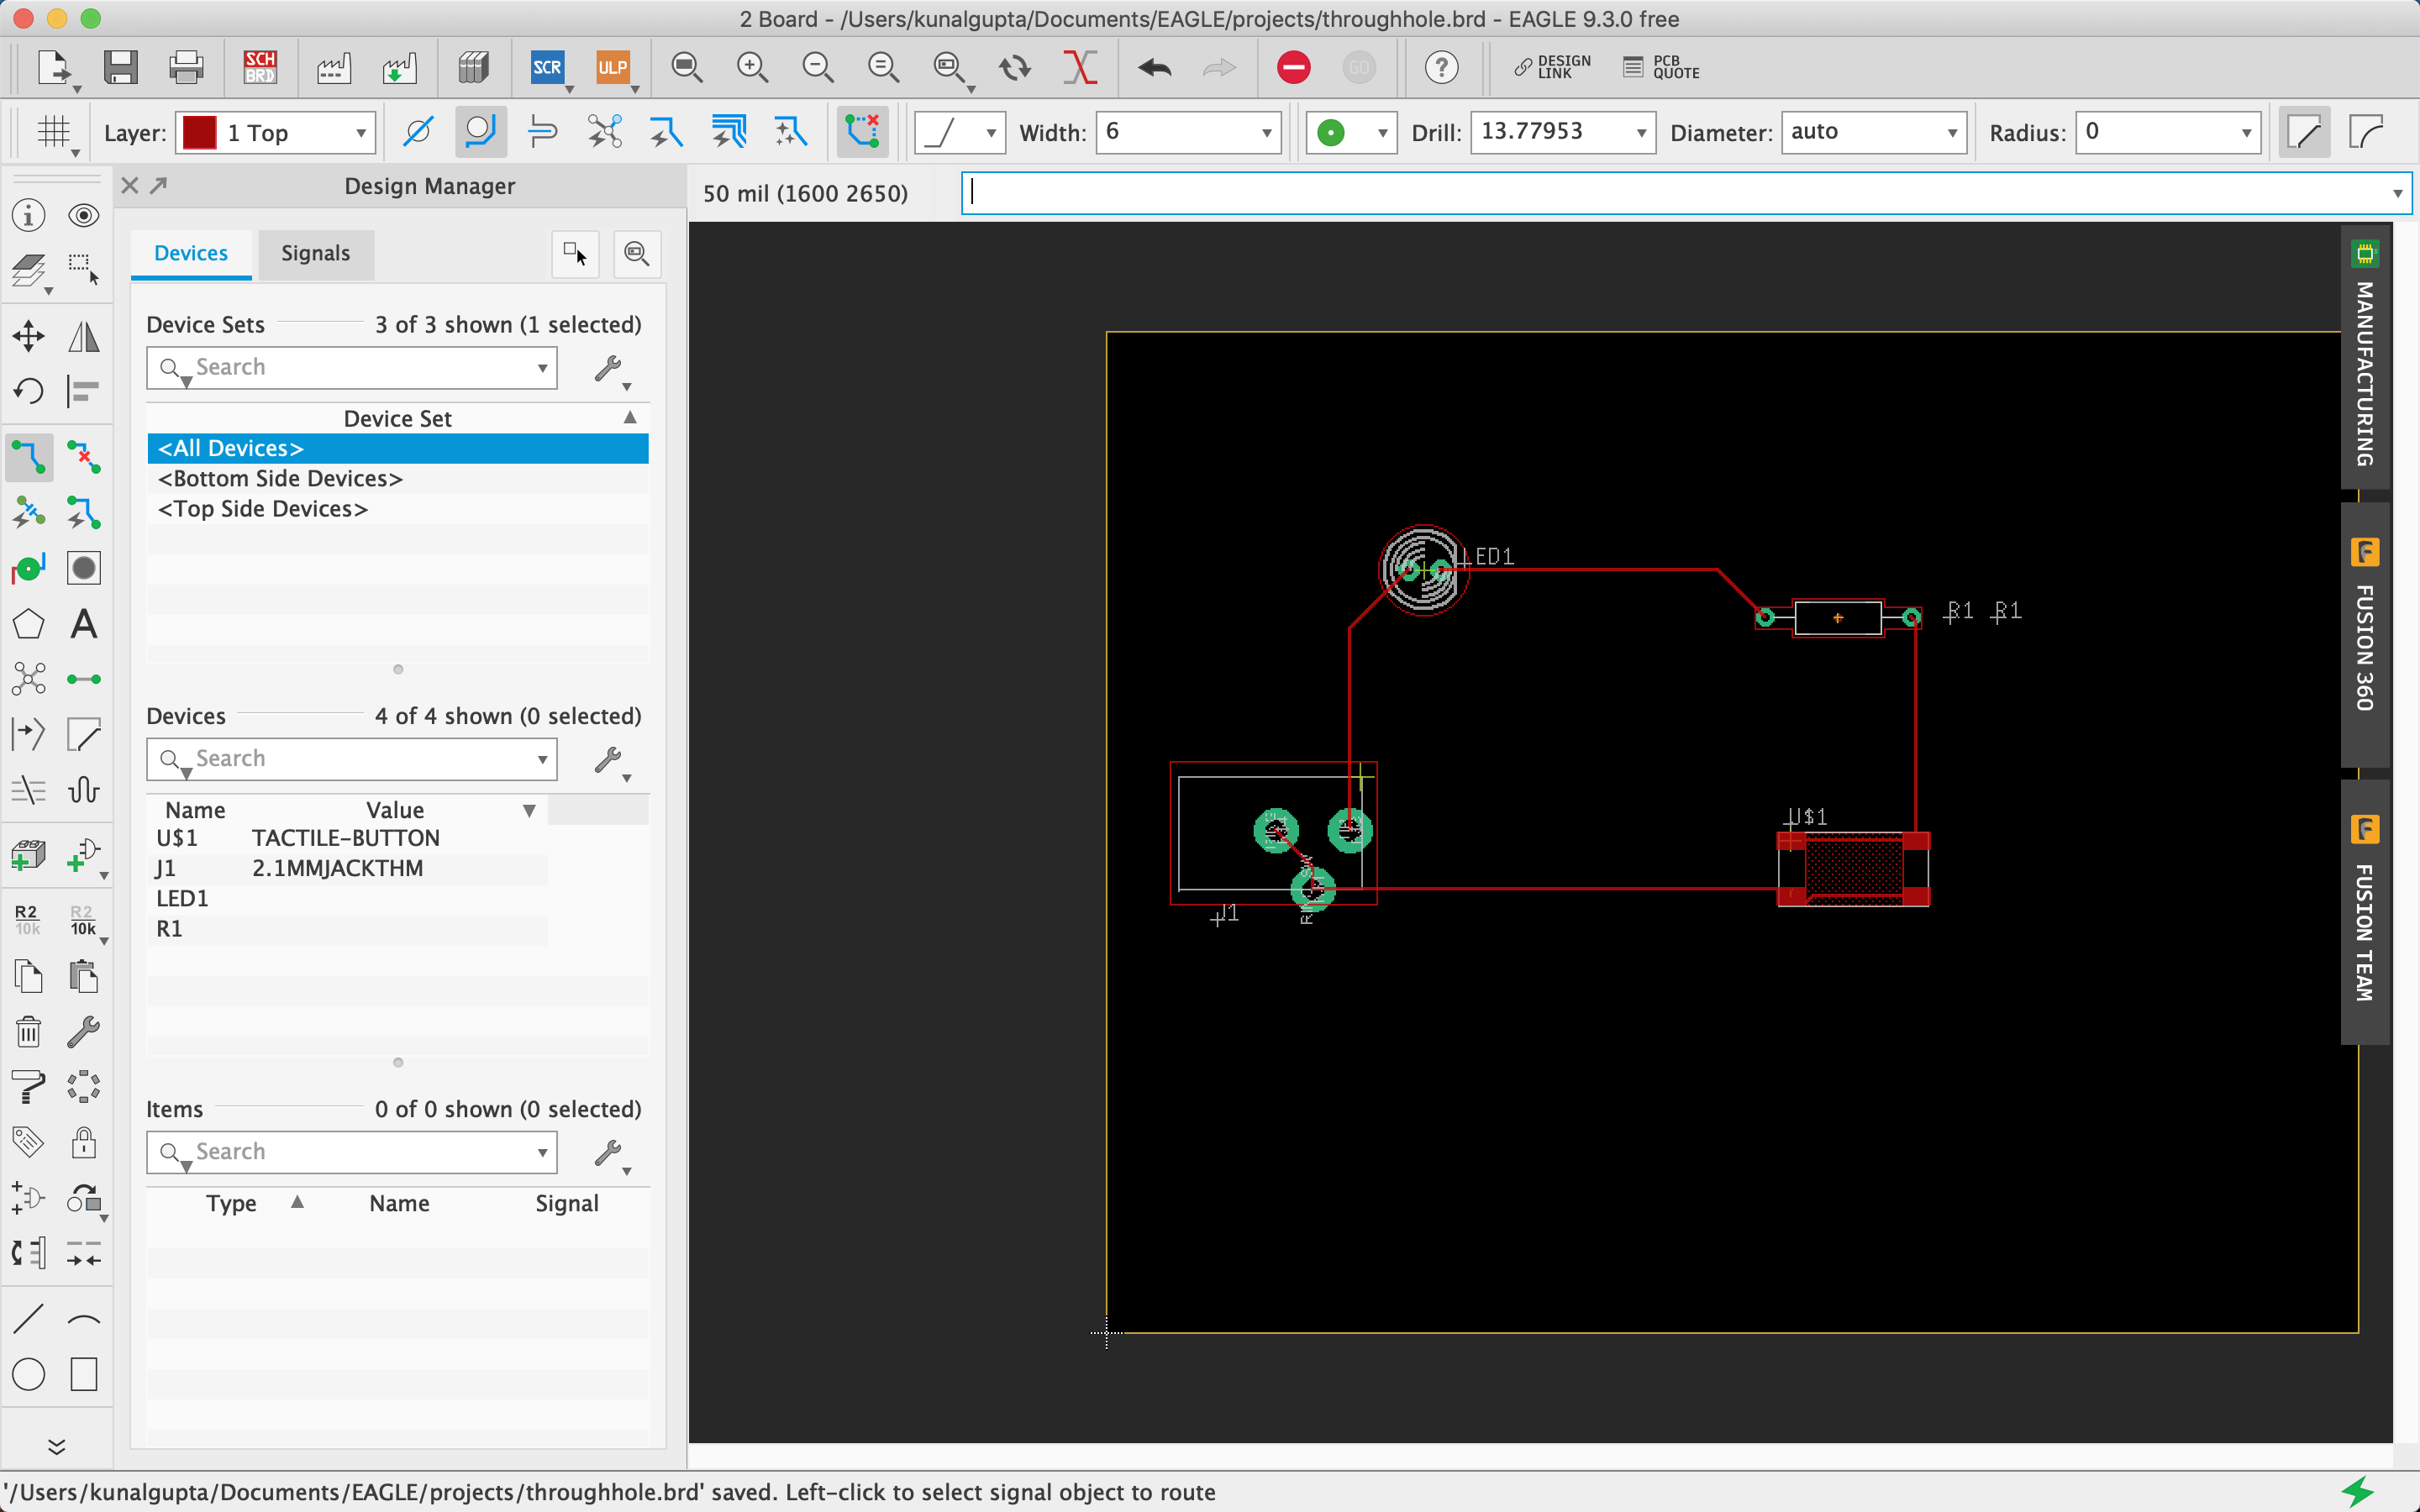 2 Board - /Users/kunalgupta/Documents/EAGLE/projects/throughhole.brd - EAGLE 9.3.0 free
SCH
BRD
SCR
ULP
GO
?
DESIGN
LINK
PCB
QUOTE
Layer:
1 Top
Width:
6
Drill:
13.77953
Diameter:
auto
Radius:
0
Design Manager
50 mil (1600 2650)
Devices
Signals
Device Sets
3 of 3 shown (1 selected)
Search
Device Set
<All Devices>
<Bottom Side Devices>
<Top Side Devices>
Devices
4 of 4 shown (0 selected)
Search
Name
Value
U$1
TACTILE-BUTTON
J1
2.1MMJACKTHM
LED1
R1
Items
0 of 0 shown (0 selected)
Search
Type
Name
Signal
A
R2
10k
R2
10k
LED1
R1
R1
U$1
J1
MANUFACTURING
FUSION 360
FUSION TEAM
'/Users/kunalgupta/Documents/EAGLE/projects/throughhole.brd' saved. Left-click to select signal object to route